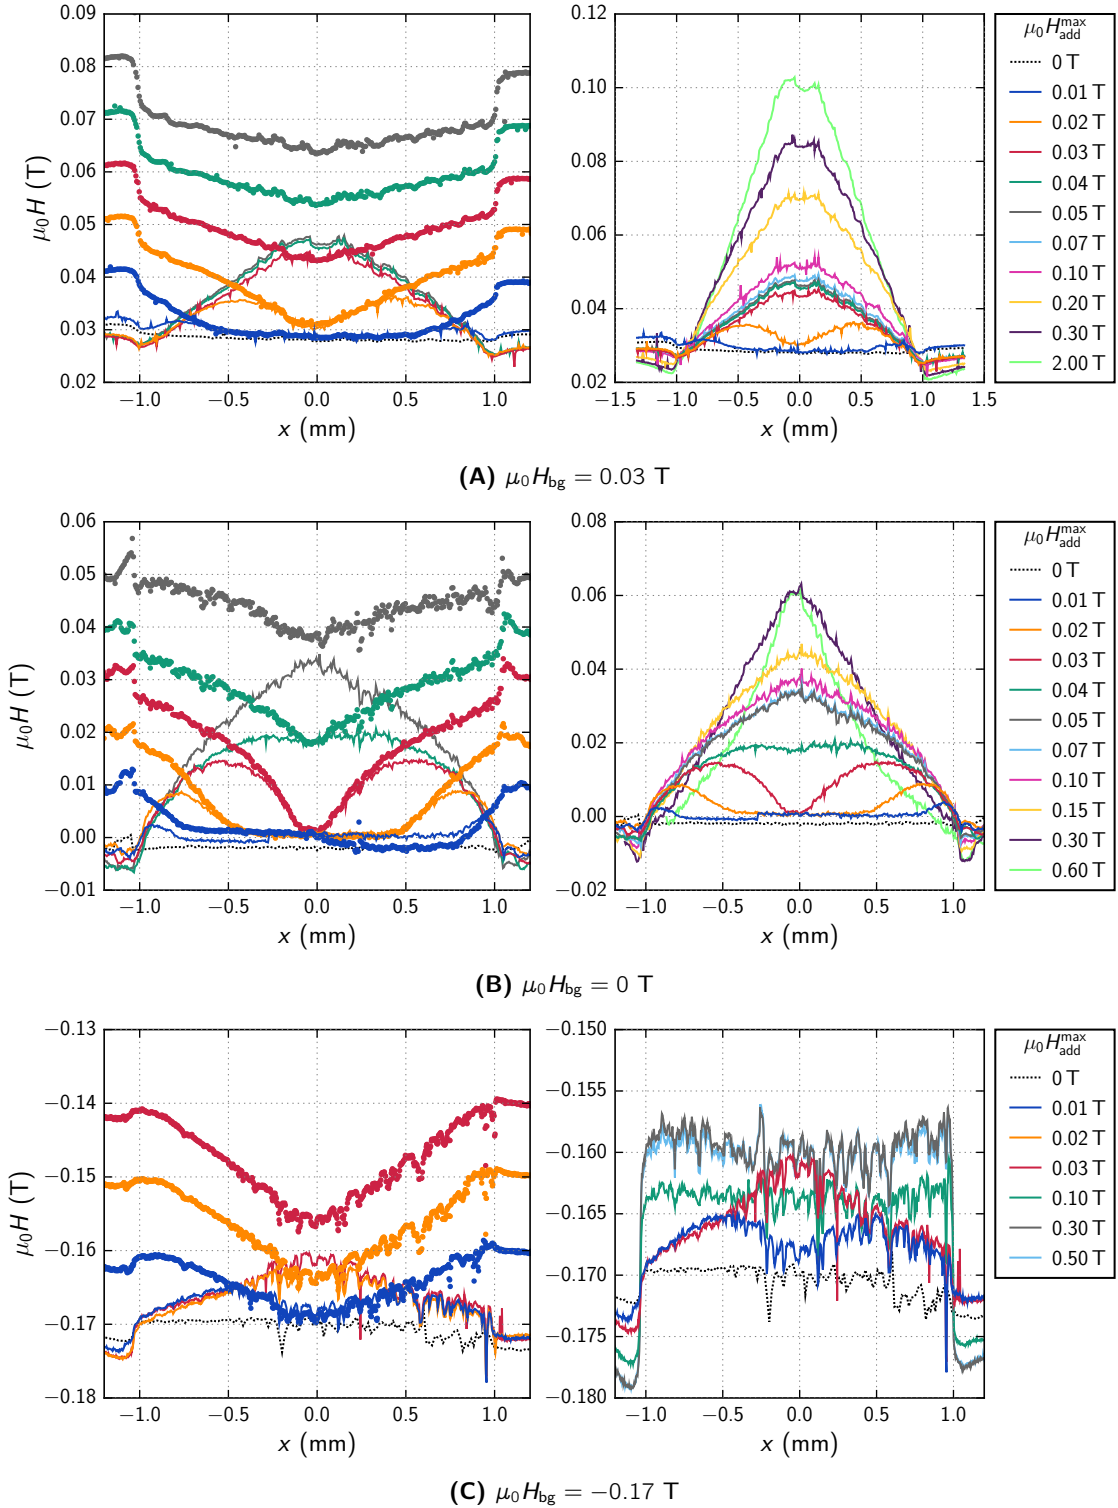 0.09
0.08
0.07
0.06
0.05
0.04
0.03
0.02
μ₀H (T)
−1.0 −0.5 0.0 0.5 1.0
x (mm)
0.12
0.10
0.08
0.06
0.04
0.02
−1.5 −1.0 −0.5 0.0 0.5 1.0 1.5
x (mm)
μ₀H_add^max
0 T
0.01 T
0.02 T
0.03 T
0.04 T
0.05 T
0.07 T
0.10 T
0.20 T
0.30 T
2.00 T
(A) μ₀H_bg = 0.03 T
0.06
0.05
0.04
0.03
0.02
0.01
0.00
−0.01
μ₀H (T)
−1.0 −0.5 0.0 0.5 1.0
x (mm)
0.08
0.06
0.04
0.02
0.00
−0.02
−1.0 −0.5 0.0 0.5 1.0
x (mm)
μ₀H_add^max
0 T
0.01 T
0.02 T
0.03 T
0.04 T
0.05 T
0.07 T
0.10 T
0.15 T
0.30 T
0.60 T
(B) μ₀H_bg = 0 T
−0.13
−0.14
−0.15
−0.16
−0.17
−0.18
μ₀H (T)
−1.0 −0.5 0.0 0.5 1.0
x (mm)
−0.150
−0.155
−0.160
−0.165
−0.170
−0.175
−0.180
−1.0 −0.5 0.0 0.5 1.0
x (mm)
μ₀H_add^max
0 T
0.01 T
0.02 T
0.03 T
0.10 T
0.30 T
0.50 T
(C) μ₀H_bg = −0.17 T